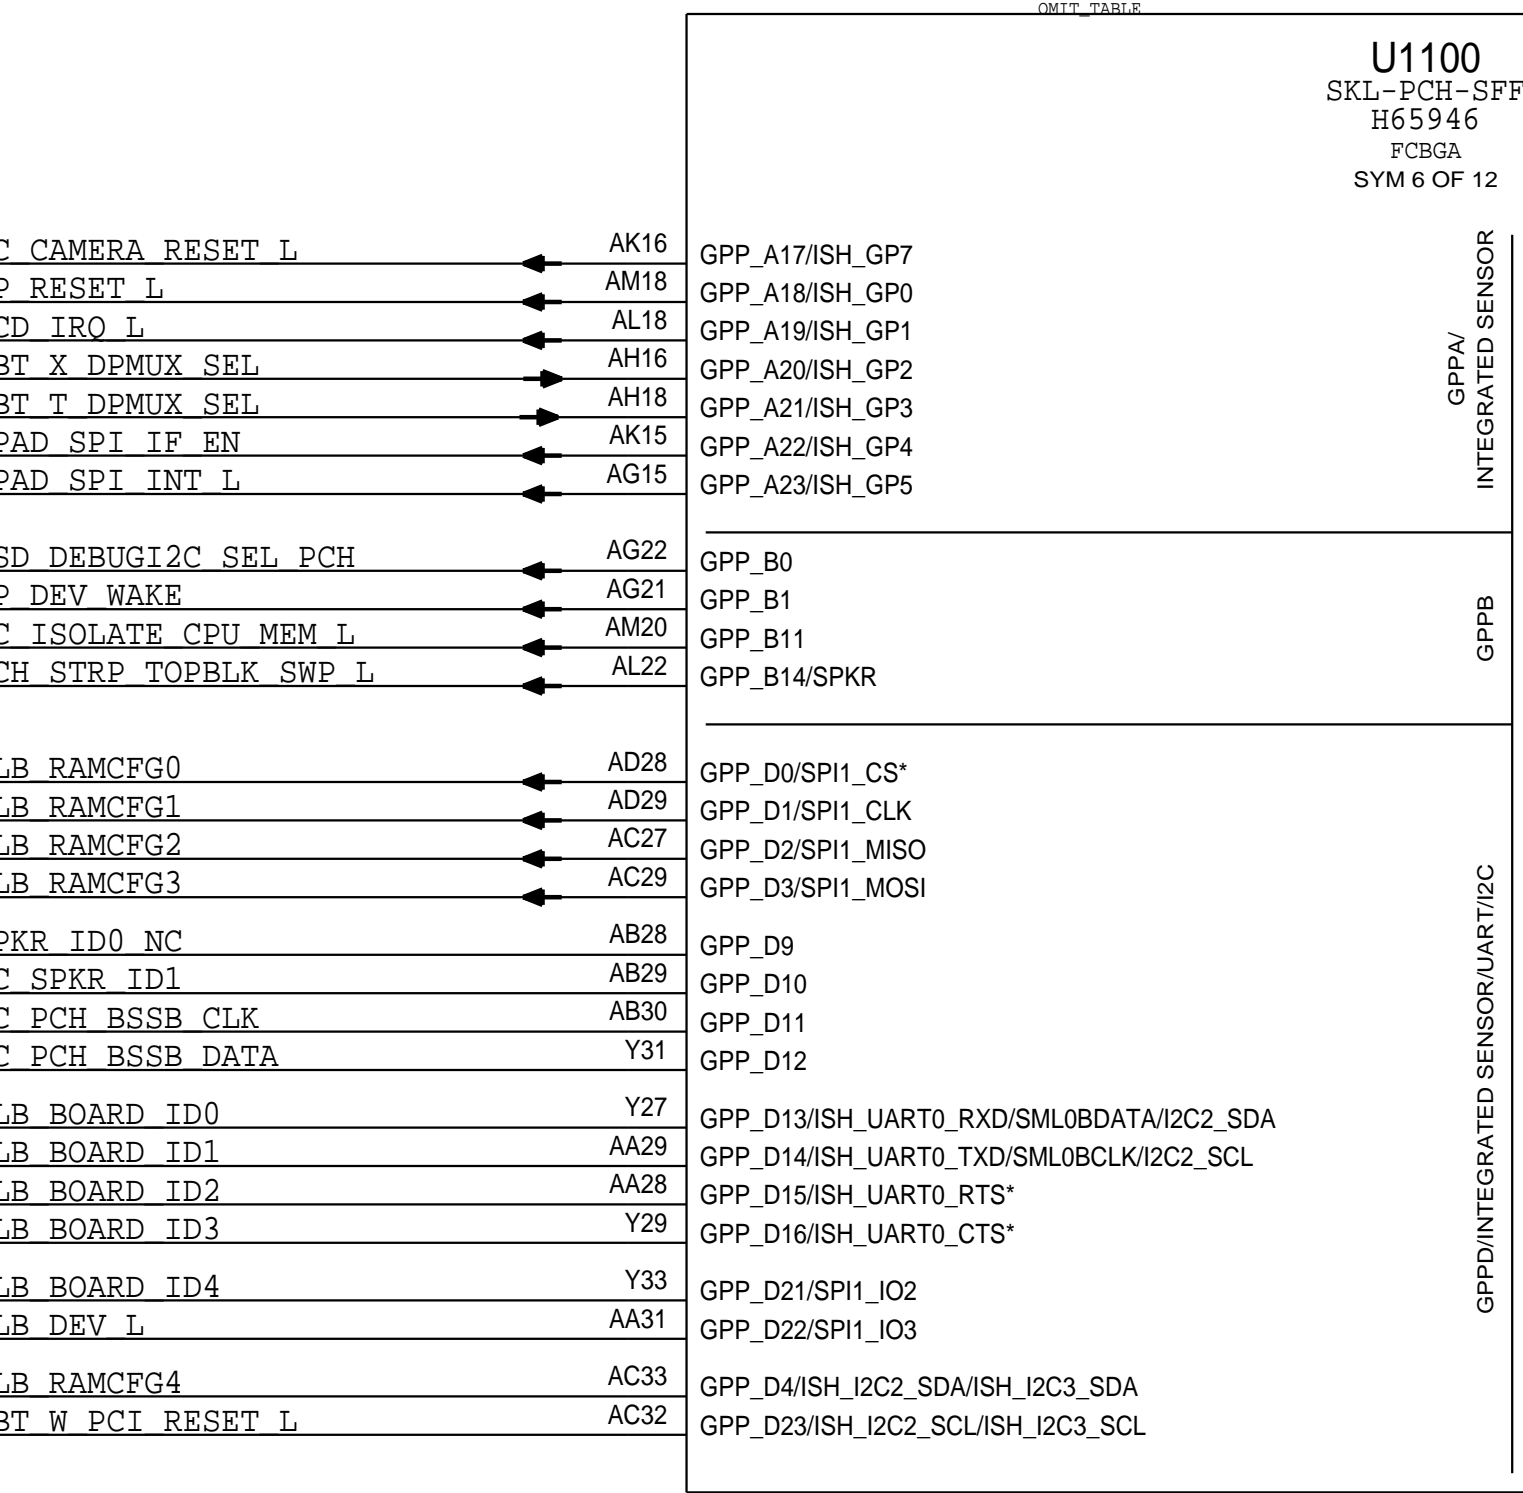 OMIT_TABLE
U1100
SKL-PCH-SFF
H65946
FCBGA
SYM 6 OF 12
C_CAMERA_RESET_L AK16 GPP_A17/ISH_GP7
P_RESET_L AM18 GPP_A18/ISH_GP0
CD_IRQ_L AL18 GPP_A19/ISH_GP1
BT_X_DPMUX_SEL AH16 GPP_A20/ISH_GP2
BT_T_DPMUX_SEL AH18 GPP_A21/ISH_GP3
PAD_SPI_IF_EN AK15 GPP_A22/ISH_GP4
PAD_SPI_INT_L AG15 GPP_A23/ISH_GP5
GPPA/
INTEGRATED SENSOR
SD_DEBUGI2C_SEL_PCH AG22 GPP_B0
P_DEV_WAKE AG21 GPP_B1
C_ISOLATE_CPU_MEM_L AM20 GPP_B11
CH_STRP_TOPBLK_SWP_L AL22 GPP_B14/SPKR
GPPB
LB_RAMCFG0 AD28 GPP_D0/SPI1_CS*
LB_RAMCFG1 AD29 GPP_D1/SPI1_CLK
LB_RAMCFG2 AC27 GPP_D2/SPI1_MISO
LB_RAMCFG3 AC29 GPP_D3/SPI1_MOSI
PKR_ID0_NC AB28 GPP_D9
C_SPKR_ID1 AB29 GPP_D10
C_PCH_BSSB_CLK AB30 GPP_D11
C_PCH_BSSB_DATA Y31 GPP_D12
LB_BOARD_ID0 Y27 GPP_D13/ISH_UART0_RXD/SML0BDATA/I2C2_SDA
LB_BOARD_ID1 AA29 GPP_D14/ISH_UART0_TXD/SML0BCLK/I2C2_SCL
LB_BOARD_ID2 AA28 GPP_D15/ISH_UART0_RTS*
LB_BOARD_ID3 Y29 GPP_D16/ISH_UART0_CTS*
LB_BOARD_ID4 Y33 GPP_D21/SPI1_IO2
LB_DEV_L AA31 GPP_D22/SPI1_IO3
LB_RAMCFG4 AC33 GPP_D4/ISH_I2C2_SDA/ISH_I2C3_SDA
BT_W_PCI_RESET_L AC32 GPP_D23/ISH_I2C2_SCL/ISH_I2C3_SCL
GPPD/INTEGRATED SENSOR/UART/I2C